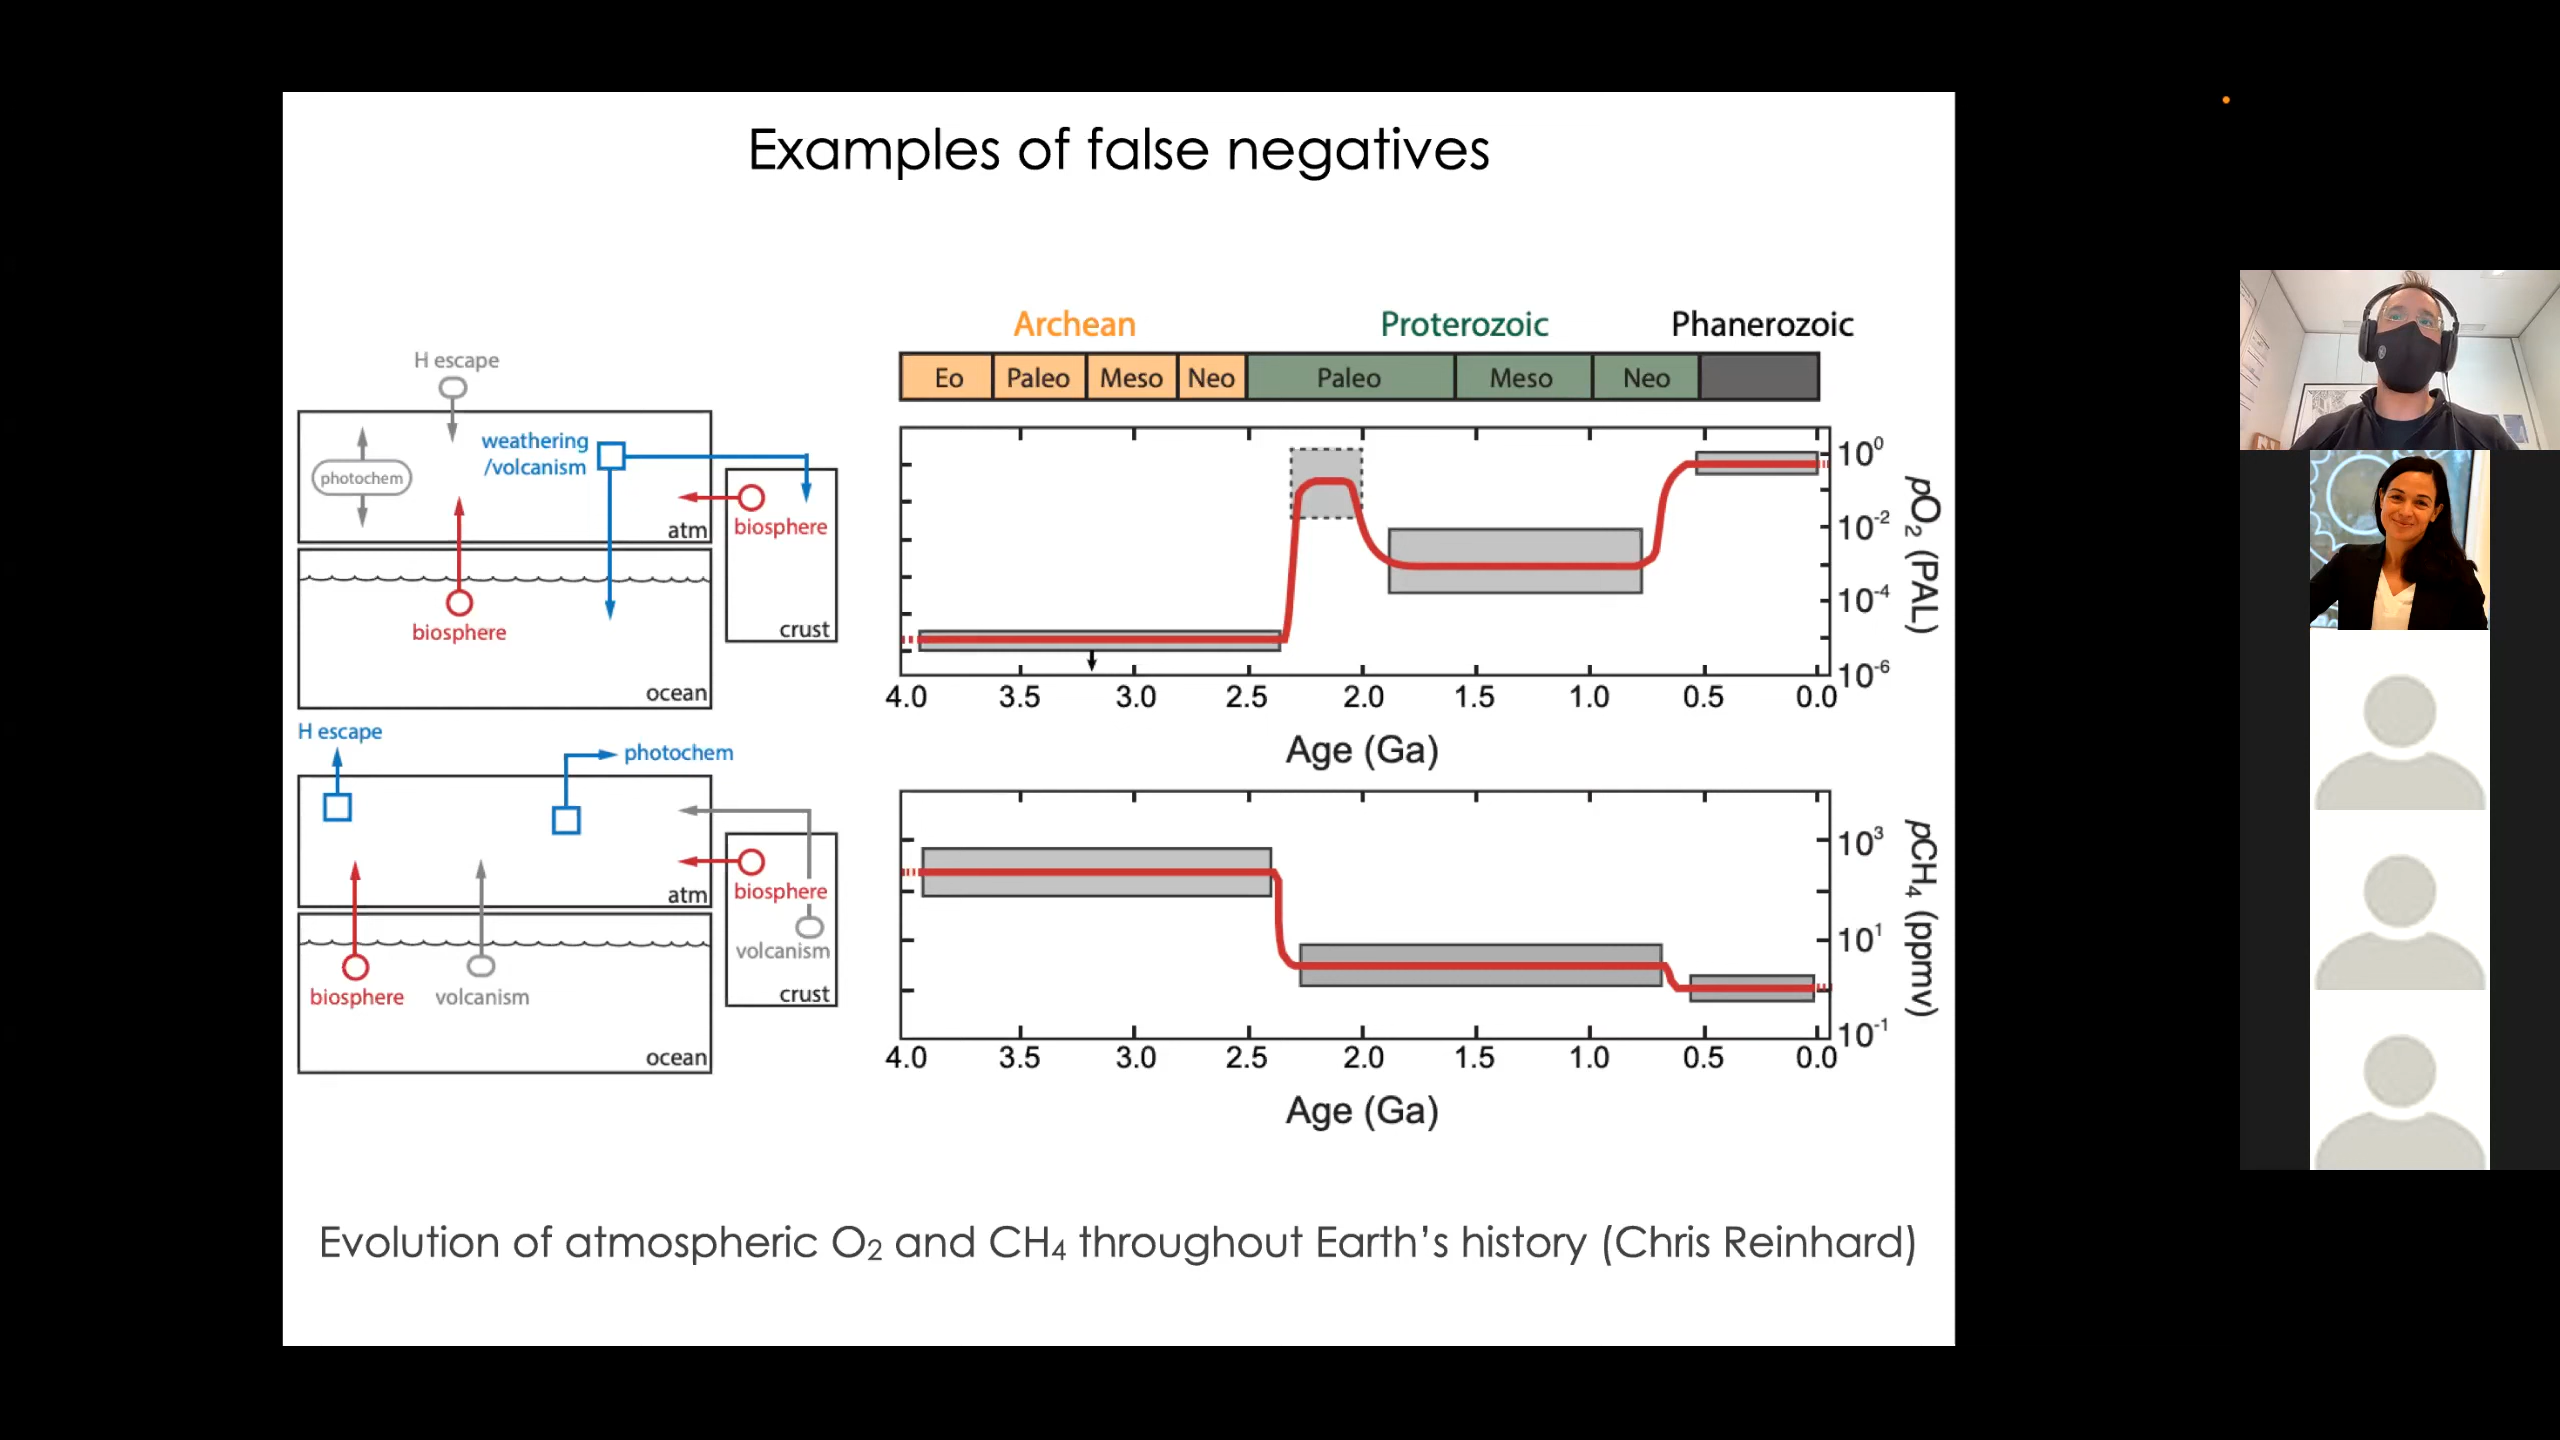 Examples of false negatives
H escape
photochem
weathering
/volcanism
atm
biosphere
biosphere
crust
ocean
H escape
photochem
atm
biosphere
volcanism
crust
biosphere
volcanism
ocean
Archean
Proterozoic
Phanerozoic
Eo
Paleo
Meso
Neo
Paleo
Meso
Neo
10⁰
10⁻²
10⁻⁴
10⁻⁶
pO₂ (PAL)
4.0 3.5 3.0 2.5 2.0 1.5 1.0 0.5 0.0
Age (Ga)
10³
10¹
10⁻¹
pCH₄ (ppmv)
4.0 3.5 3.0 2.5 2.0 1.5 1.0 0.5 0.0
Age (Ga)
Evolution of atmospheric O₂ and CH₄ throughout Earth’s history (Chris Reinhard)